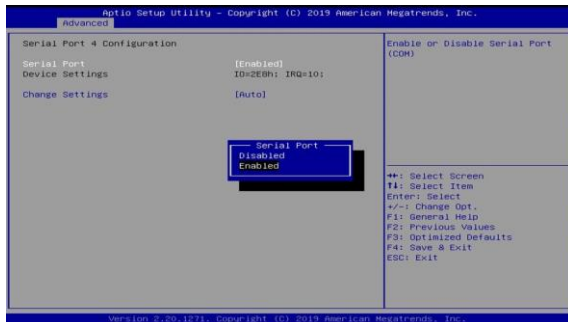 Aptio Setup Utility - Copyright (C) 2019 American Megatrends, Inc.
Advanced
Serial Port 4 Configuration
Serial Port [Enabled]
Device Settings IO=2E8h; IRQ=10;
Change Settings [Auto]
Serial Port
Disabled
Enabled
Enable or Disable Serial Port
(COM)
→←: Select Screen
↑↓: Select Item
Enter: Select
+/-: Change Opt.
F1: General Help
F2: Previous Values
F3: Optimized Defaults
F4: Save & Exit
ESC: Exit
Version 2.20.1271. Copyright (C) 2019 American Megatrends, Inc.